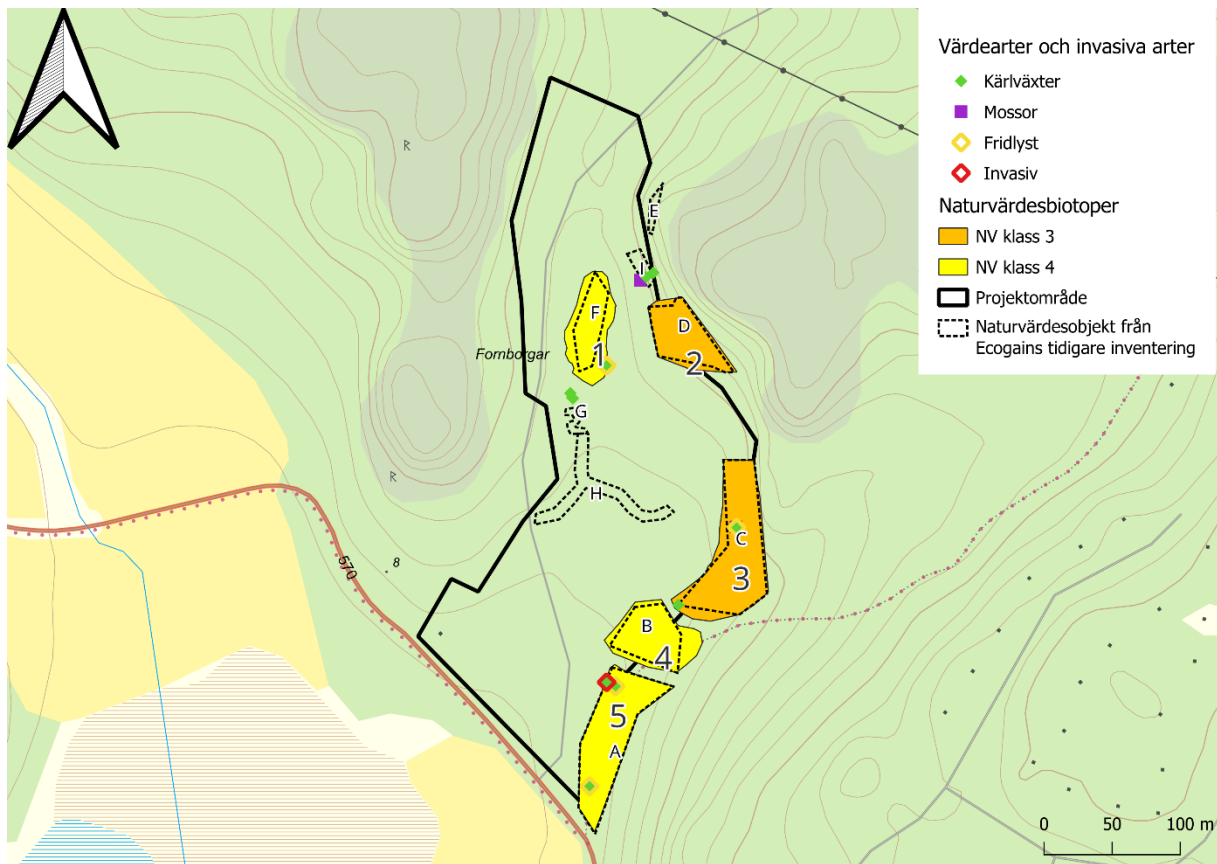 Värdearter och invasiva arter
Kärlväxter
Mossor
Fridlyst
Invasiv
Naturvärdesbiotoper
NV klass 3
NV klass 4
Projektområde
Naturvärdesobjekt från
Ecogains tidigare inventering
R
E
I
F
D
Fornborgar
1
2
G
R
H
C
570
8
3
B
4
5
A
0 50 100 m